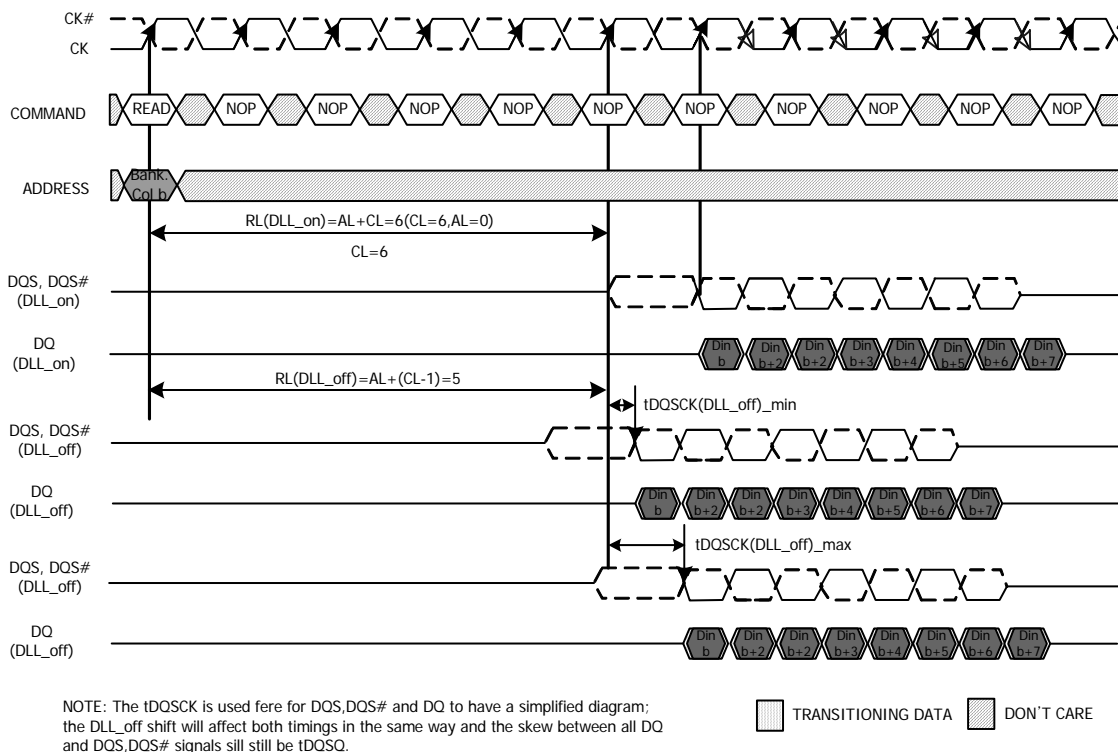 CK#
CK
COMMAND READ NOP NOP NOP NOP NOP NOP NOP NOP NOP NOP
ADDRESS Bank. Col b
RL(DLL_on)=AL+CL=6(CL=6,AL=0)
CL=6
DQS, DQS#
(DLL_on)
DQ
(DLL_on)
Din b Din b+2 Din b+2 Din b+3 Din b+4 Din b+5 Din b+6 Din b+7
RL(DLL_off)=AL+(CL-1)=5
tDQSCK(DLL_off)_min
DQS, DQS#
(DLL_off)
DQ
(DLL_off)
Din b Din b+2 Din b+2 Din b+3 Din b+4 Din b+5 Din b+6 Din b+7
tDQSCK(DLL_off)_max
DQS, DQS#
(DLL_off)
DQ
(DLL_off)
Din b Din b+2 Din b+2 Din b+3 Din b+4 Din b+5 Din b+6 Din b+7
NOTE: The tDQSCK is used fere for DQS,DQS# and DQ to have a simplified diagram;
the DLL_off shift will affect both timings in the same way and the skew between all DQ
and DQS,DQS# signals sill still be tDQSQ.
TRANSITIONING DATA
DON'T CARE